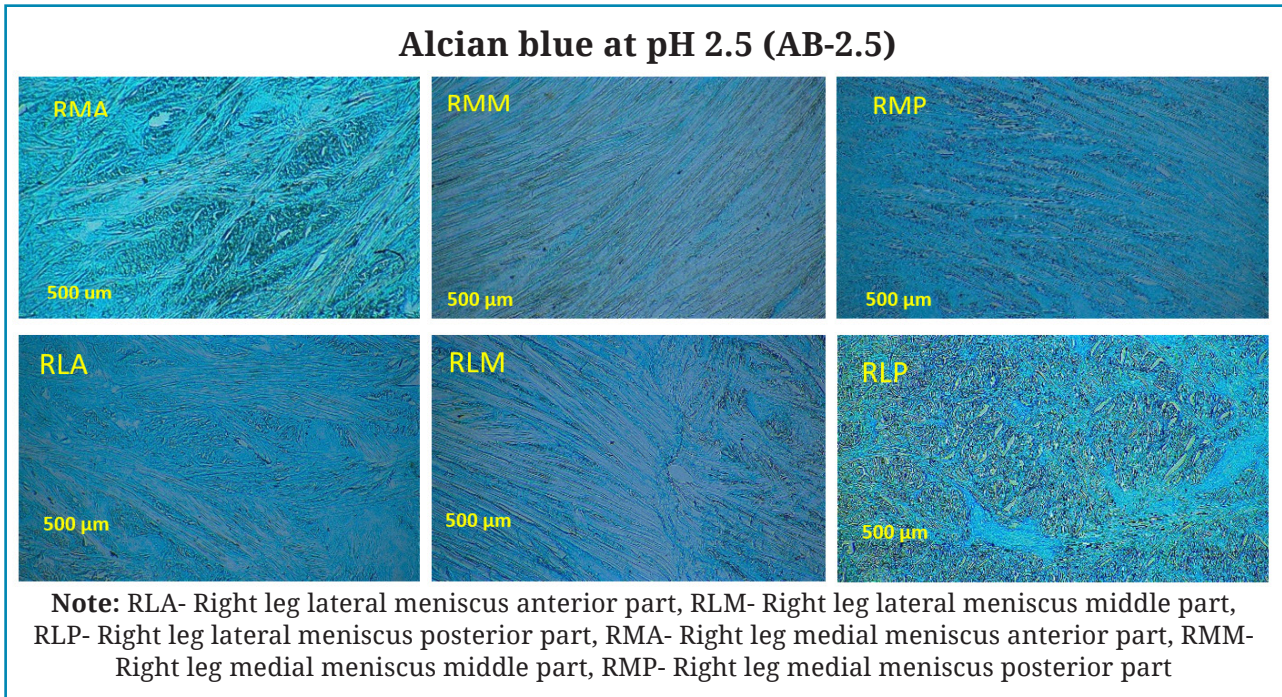 Alcian blue at pH 2.5 (AB-2.5)
RMA
RMM
RMP
500 um
500 μm
500 μm
RLA
RLM
RLP
500 μm
500 μm
500 μm
Note: RLA- Right leg lateral meniscus anterior part, RLM- Right leg lateral meniscus middle part,
RLP- Right leg lateral meniscus posterior part, RMA- Right leg medial meniscus anterior part, RMM-
Right leg medial meniscus middle part, RMP- Right leg medial meniscus posterior part